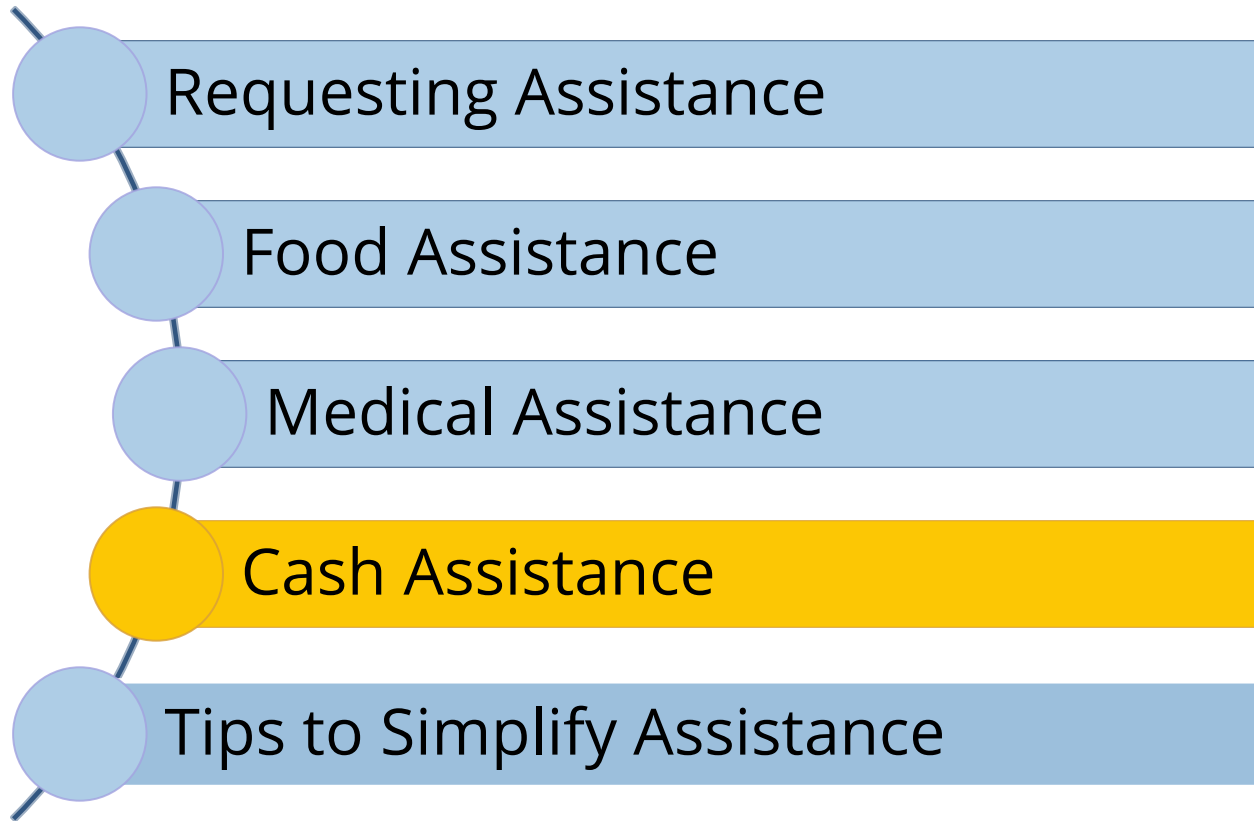 Requesting Assistance
Food Assistance
Medical Assistance
Cash Assistance
Tips to Simplify Assistance